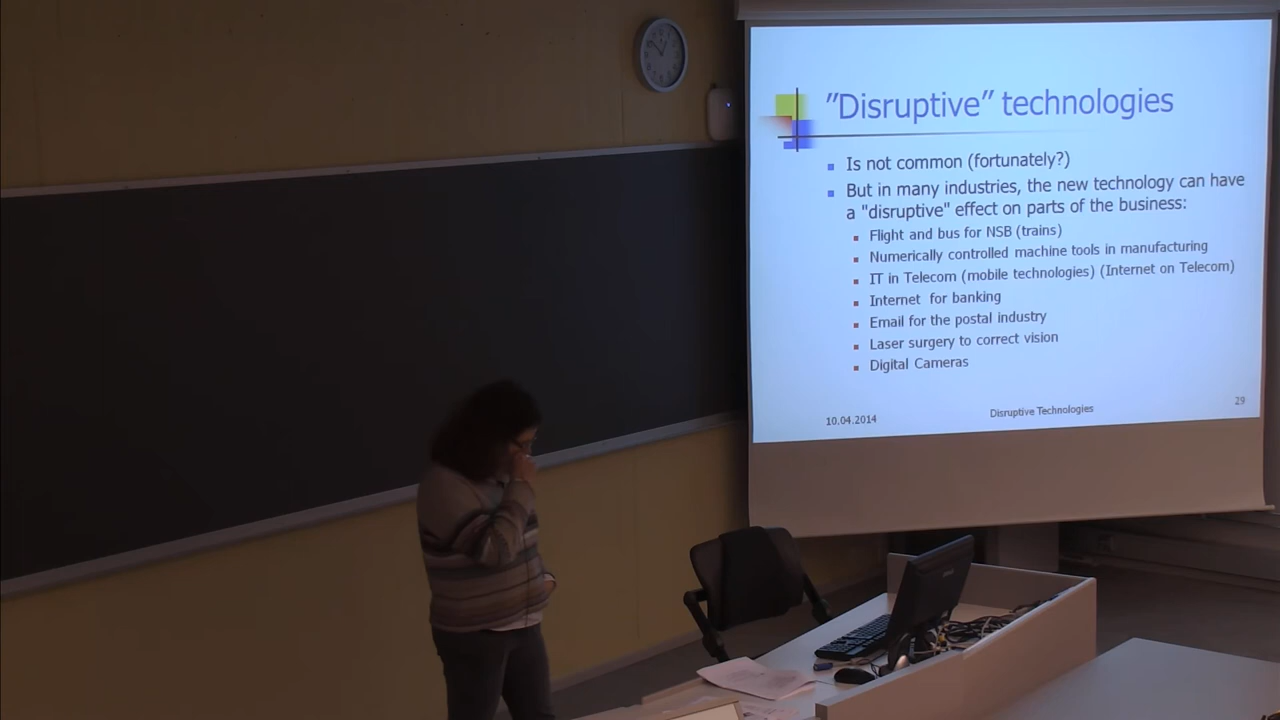 "Disruptive" technologies
Is not common (fortunately?)
But in many industries, the new technology can have
a "disruptive" effect on parts of the business:
Flight and bus for NSB (trains)
Numerically controlled machine tools in manufacturing
IT in Telecom (mobile technologies) (Internet on Telecom)
Internet for banking
Email for the postal industry
Laser surgery to correct vision
Digital Cameras
10.04.2014
Disruptive Technologies
29